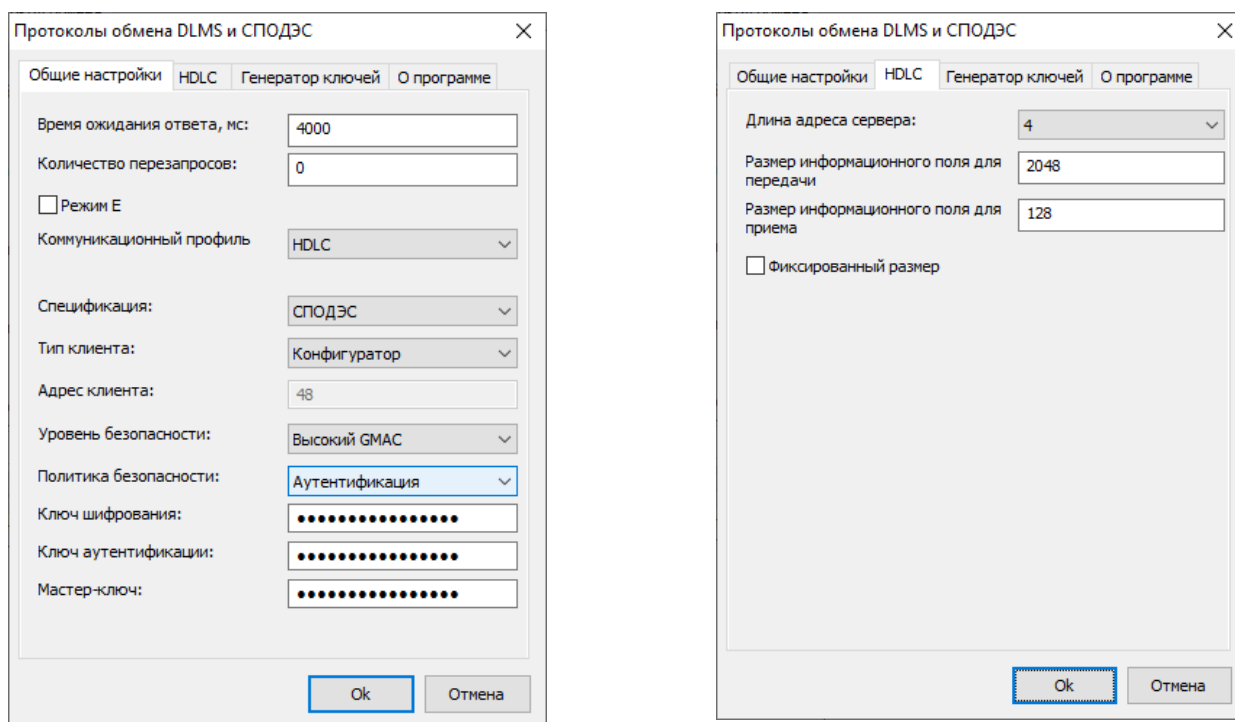 Протоколы обмена DLMS и СПОДЭС
Общие настройки HDLC Генератор ключей О программе
Время ожидания ответа, мс: 4000
Количество перезапросов: 0
Режим E
Коммуникационный профиль HDLC
Спецификация: СПОДЭС
Тип клиента: Конфигуратор
Адрес клиента: 48
Уровень безопасности: Высокий GMAC
Политика безопасности: Аутентификация
Ключ шифрования: ●●●●●●●●●●●●●●●●
Ключ аутентификации: ●●●●●●●●●●●●●●●●
Мастер-ключ: ●●●●●●●●●●●●●●●●
Ok Отмена
Протоколы обмена DLMS и СПОДЭС
Общие настройки HDLC Генератор ключей О программе
Длина адреса сервера: 4
Размер информационного поля для
передачи 2048
Размер информационного поля для
приема 128
Фиксированный размер
Ok Отмена